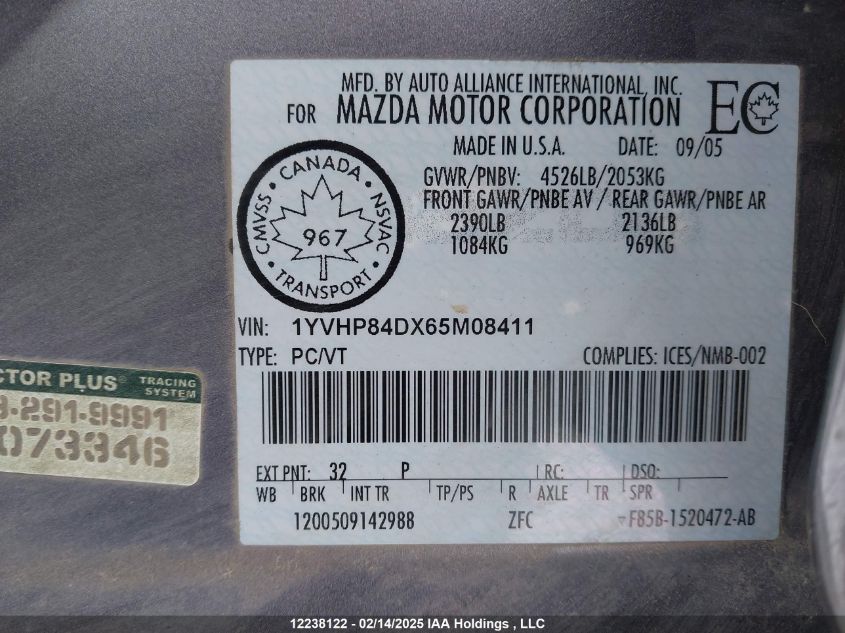 MFD. BY AUTO ALLIANCE INTERNATIONAL, INC.
FOR MAZDA MOTOR CORPORATION
EC
MADE IN U.S.A. DATE: 09/05
GVWR/PNBV: 4526LB/2053KG
FRONT GAWR/PNBE AV / REAR GAWR/PNBE AR
2390LB 2136LB
1084KG 969KG
CANADA
CMVSS NSVAC
967
TRANSPORT
VIN: 1YVHP84DX65M08411
TYPE: PC/VT COMPLIES: ICES/NMB-002
CTOR PLUS® TRACING SYSTEM
-291-9991
073346
EXT PNT: 32 P RC: DSO:
WB BRK INT TR TP/PS R AXLE TR SPR
1200509142988 ZFC F85B-1520472-AB
12238122 - 02/14/2025 IAA Holdings , LLC